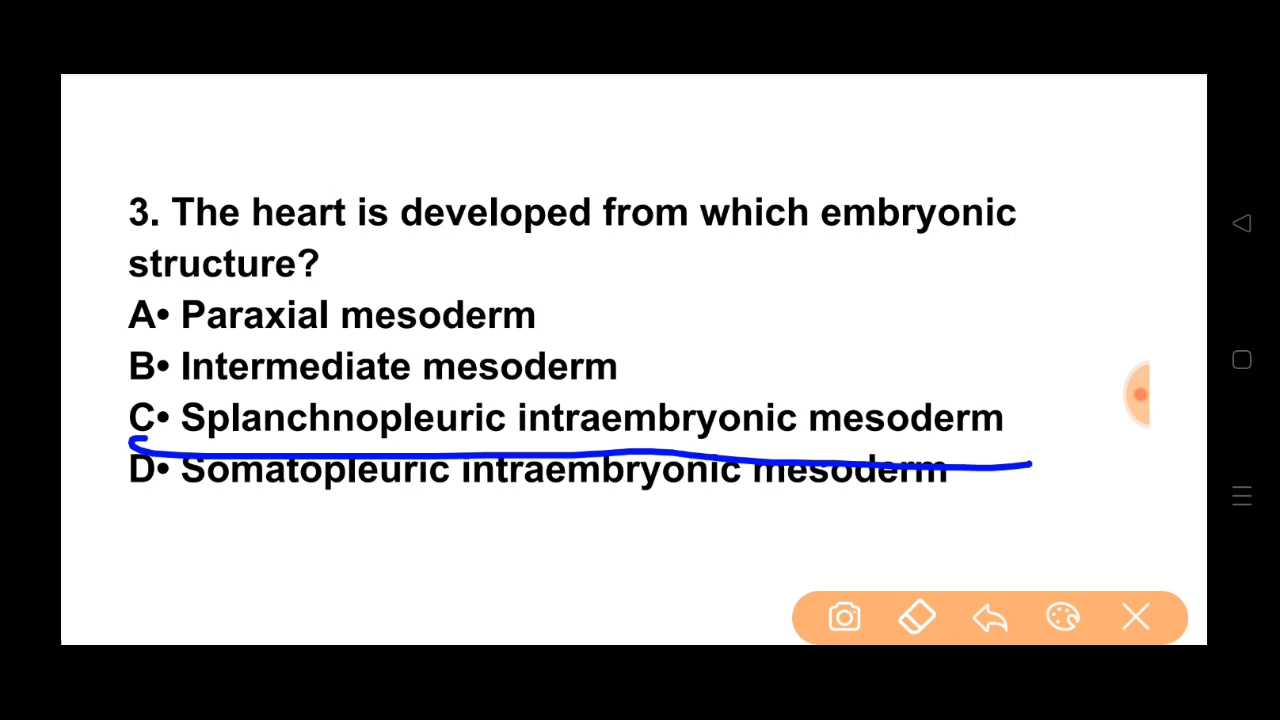 3. The heart is developed from which embryonic
structure?
A• Paraxial mesoderm
B• Intermediate mesoderm
C• Splanchnopleuric intraembryonic mesoderm
D• Somatopleuric intraembryonic mesoderm